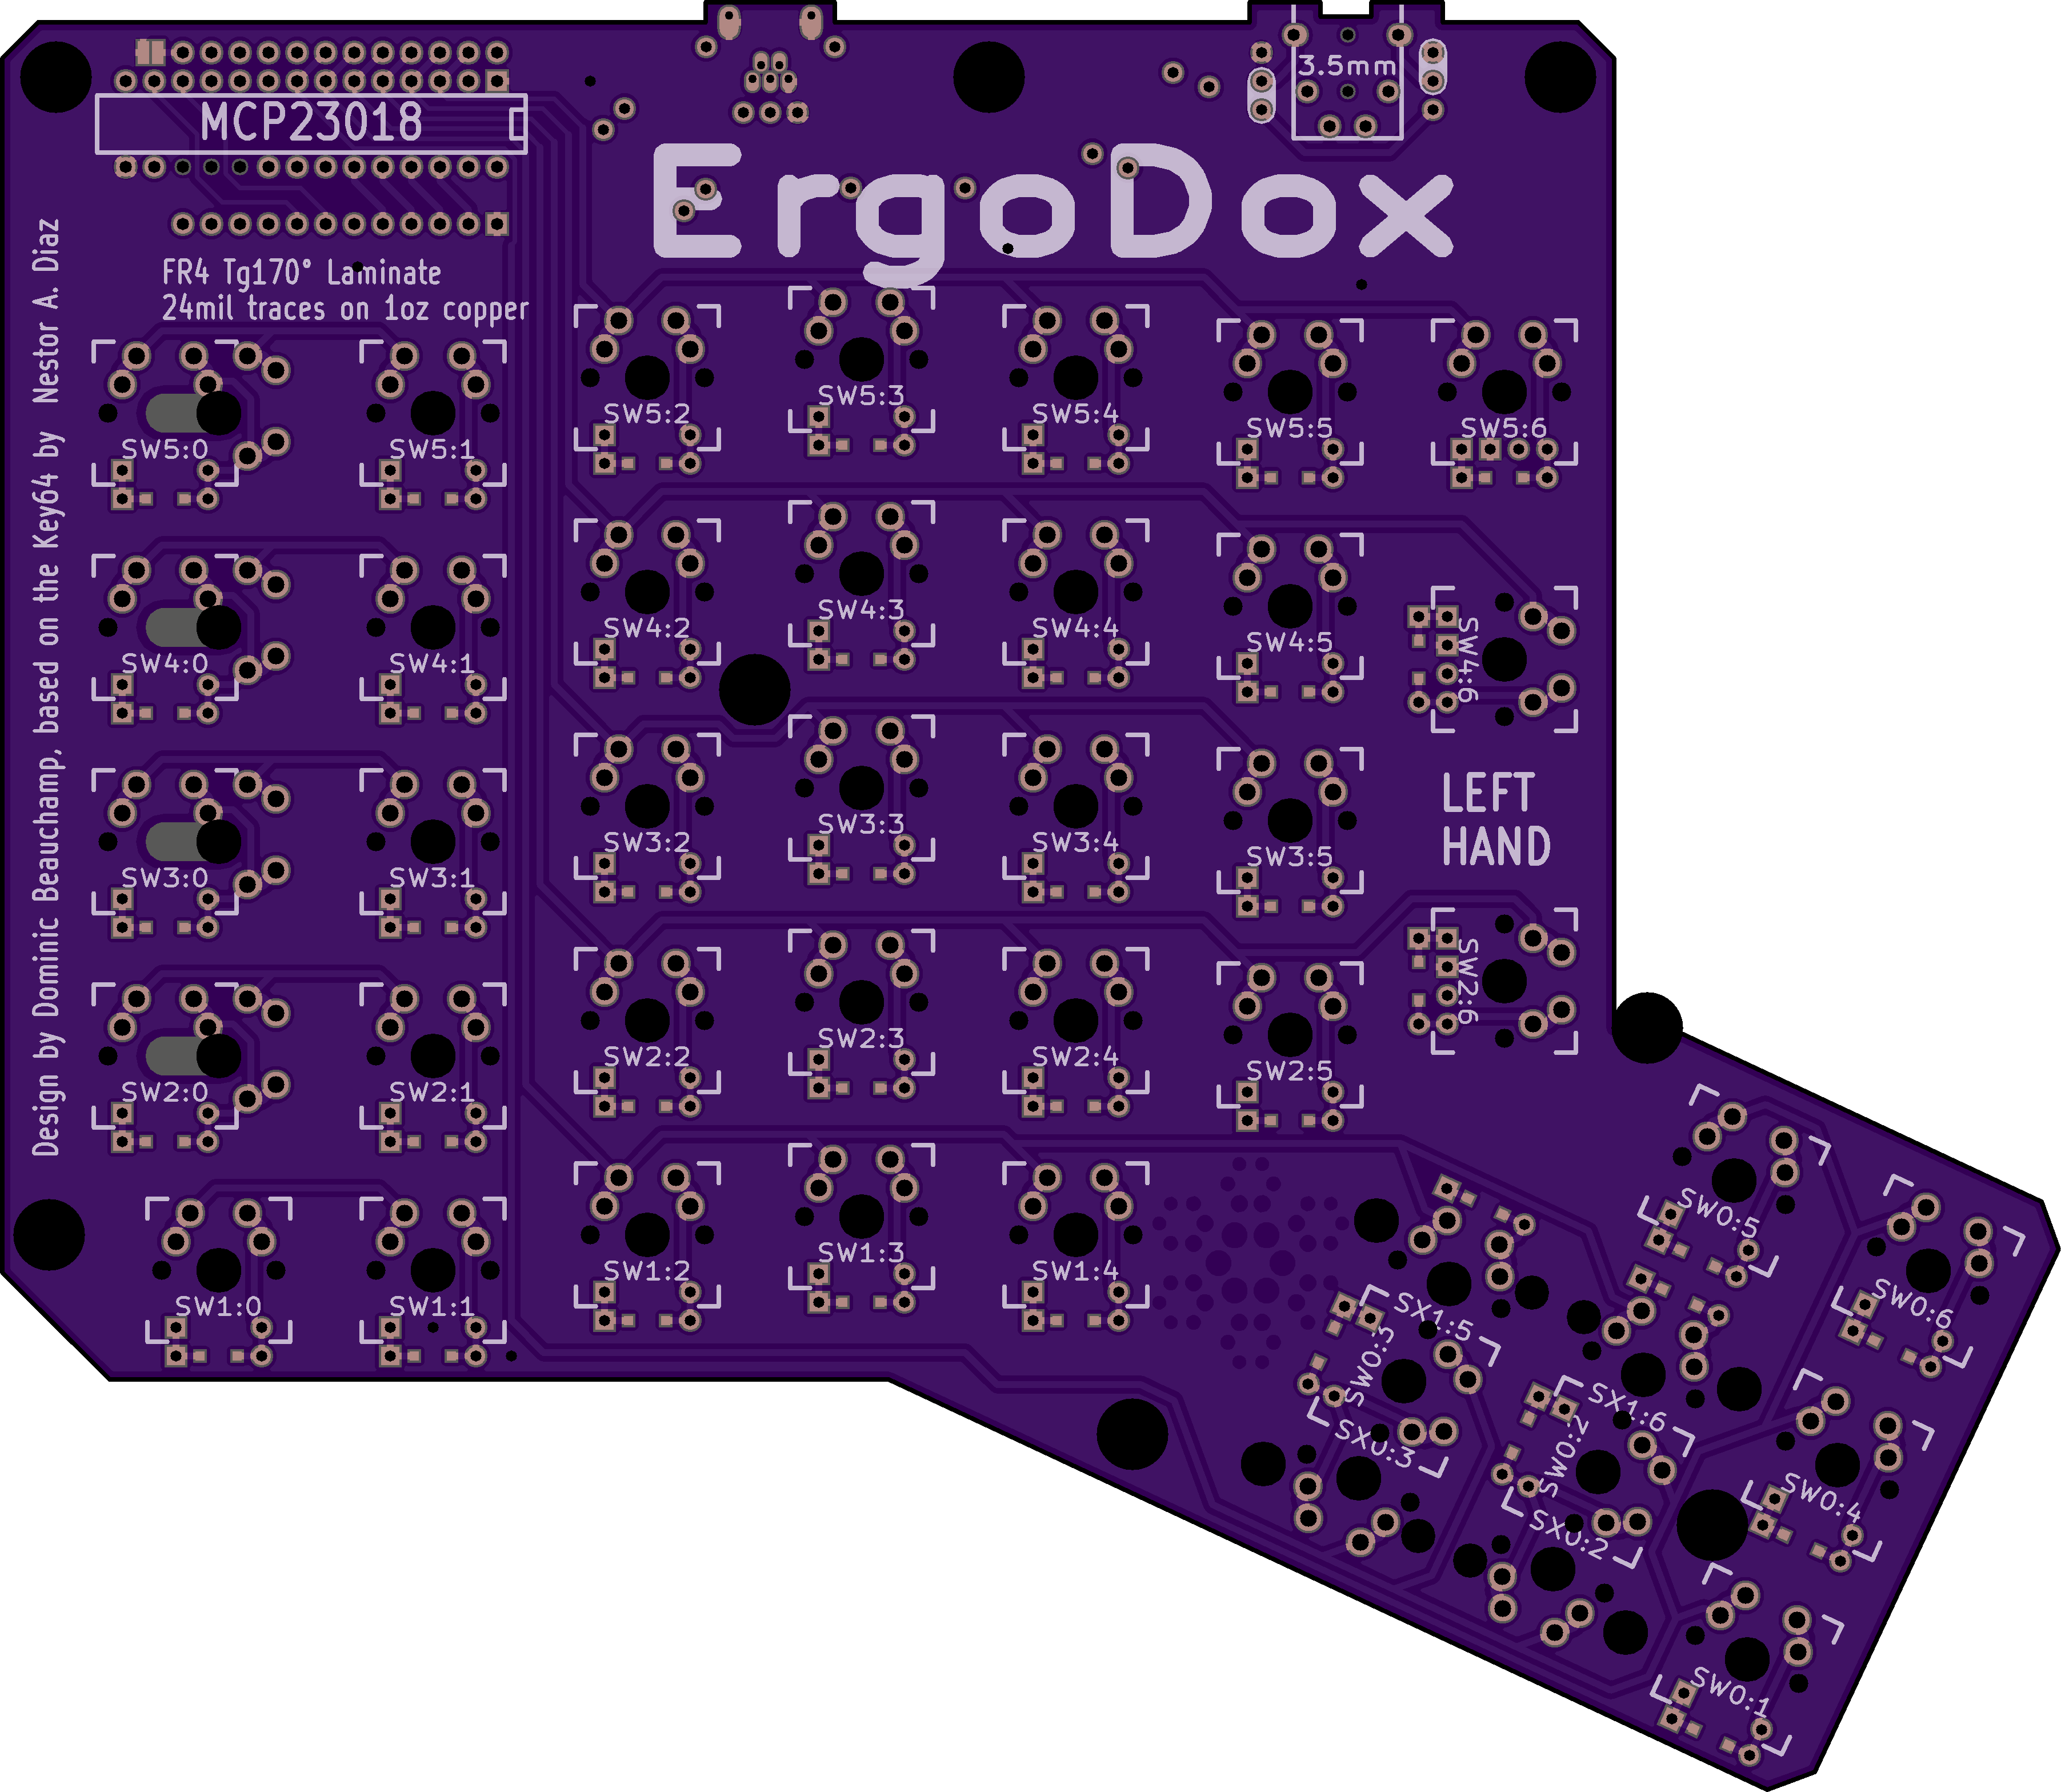 3.5mm
MCP23018
ErgoDox
Design by Dominic Beauchamp, based on the Key64 by Nestor A. Diaz
FR4 Tg170° Laminate
24mil traces on 1oz copper
SW5:0
SW5:1
SW5:2
SW5:3
SW5:4
SW5:5
SW5:6
SW4:0
SW4:1
SW4:2
SW4:3
SW4:4
SW4:5
SW4:6
LEFT
HAND
SW3:0
SW3:1
SW3:2
SW3:3
SW3:4
SW3:5
SW2:0
SW2:1
SW2:2
SW2:3
SW2:4
SW2:5
SW2:6
SW1:0
SW1:1
SW1:2
SW1:3
SW1:4
SW0:5
SW0:6
SX1:5
SW0:3
SX0:3
SX1:6
SW0:2
SX0:2
SW0:4
SW0:1